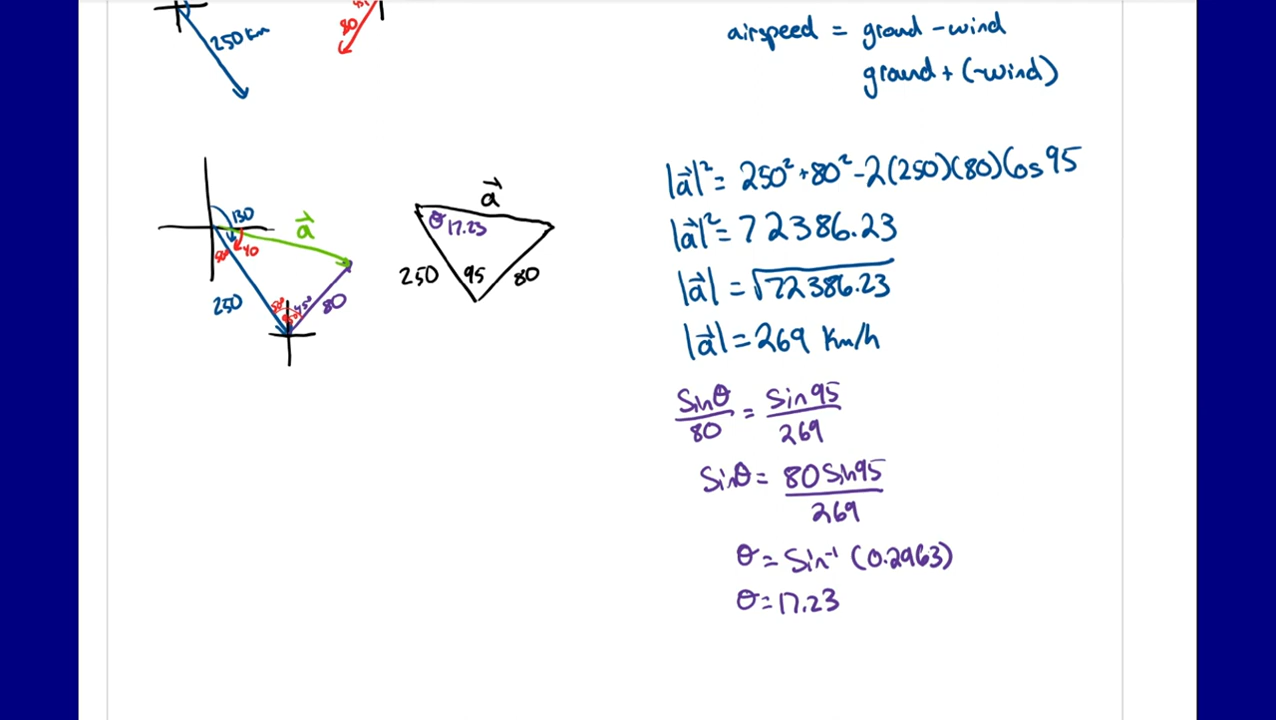 250 km
80
airspeed = ground - wind
ground + (-wind)
130
a⃗
40
250
80
50°
45°
a⃗
θ 17.23
250
95
80
|a⃗|² = 250² + 80² - 2(250)(80) Cos 95
|a⃗|² = 72386.23
|a⃗| = √72386.23
|a⃗| = 269 km/h
Sinθ/80 = Sin95/269
Sinθ = 80Sin95/269
θ = Sin⁻¹ (0.2963)
θ = 17.23